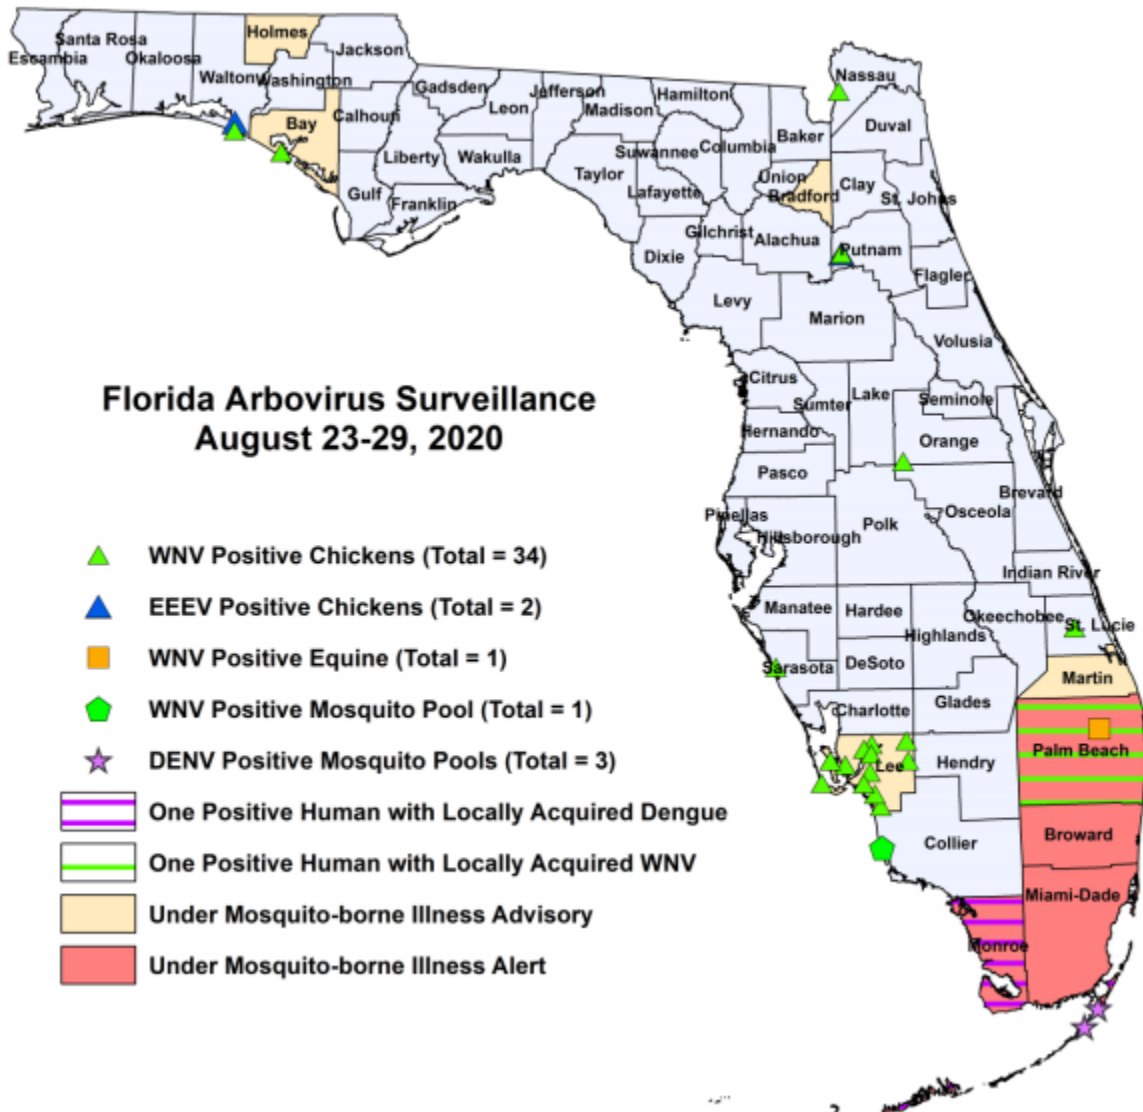 Holmes
Santa Rosa
Jackson
Escambia
Okaloosa
Walton
Washington
Gadsden
Jefferson
Hamilton
Nassau
Leon
Madison
Calhoun
Bay
Duval
Baker
Columbia
Suwannee
Liberty
Wakulla
Taylor
Union
Clay
Bradford
Lafayette
Gulf
Franklin
St. Johns
Gilchrist
Alachua
Putnam
Dixie
Flagler
Levy
Marion
Volusia
Citrus
Lake
Seminole
Sumter
Florida Arbovirus Surveillance
August 23-29, 2020
Hernando
Orange
Pasco
Brevard
Osceola
Pinellas
Polk
Hillsborough
Indian River
Manatee
Hardee
Okeechobee
St. Lucie
Highlands
Sarasota
DeSoto
Martin
Glades
Charlotte
Palm Beach
Lee
Hendry
Broward
Collier
Miami-Dade
Monroe
WNV Positive Chickens (Total = 34)
EEEV Positive Chickens (Total = 2)
WNV Positive Equine (Total = 1)
WNV Positive Mosquito Pool (Total = 1)
DENV Positive Mosquito Pools (Total = 3)
One Positive Human with Locally Acquired Dengue
One Positive Human with Locally Acquired WNV
Under Mosquito-borne Illness Advisory
Under Mosquito-borne Illness Alert